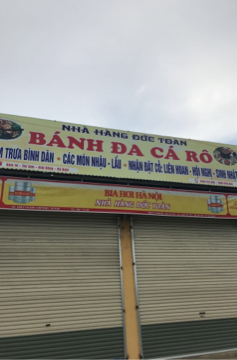 NHÀ HÀNG ĐỨC TOÀN
BÁNH ĐA CÁ RÔ
TRƯA BÌNH DÂN - CÁC MÓN NHẬU - LẨU - NHẬN ĐẶT CỖ: LIÊN HOAN - HỘI NGHỊ - SINH NHẬT
BIA HƠI HÀ NỘI
NHÀ HÀNG ĐỨC TOÀN